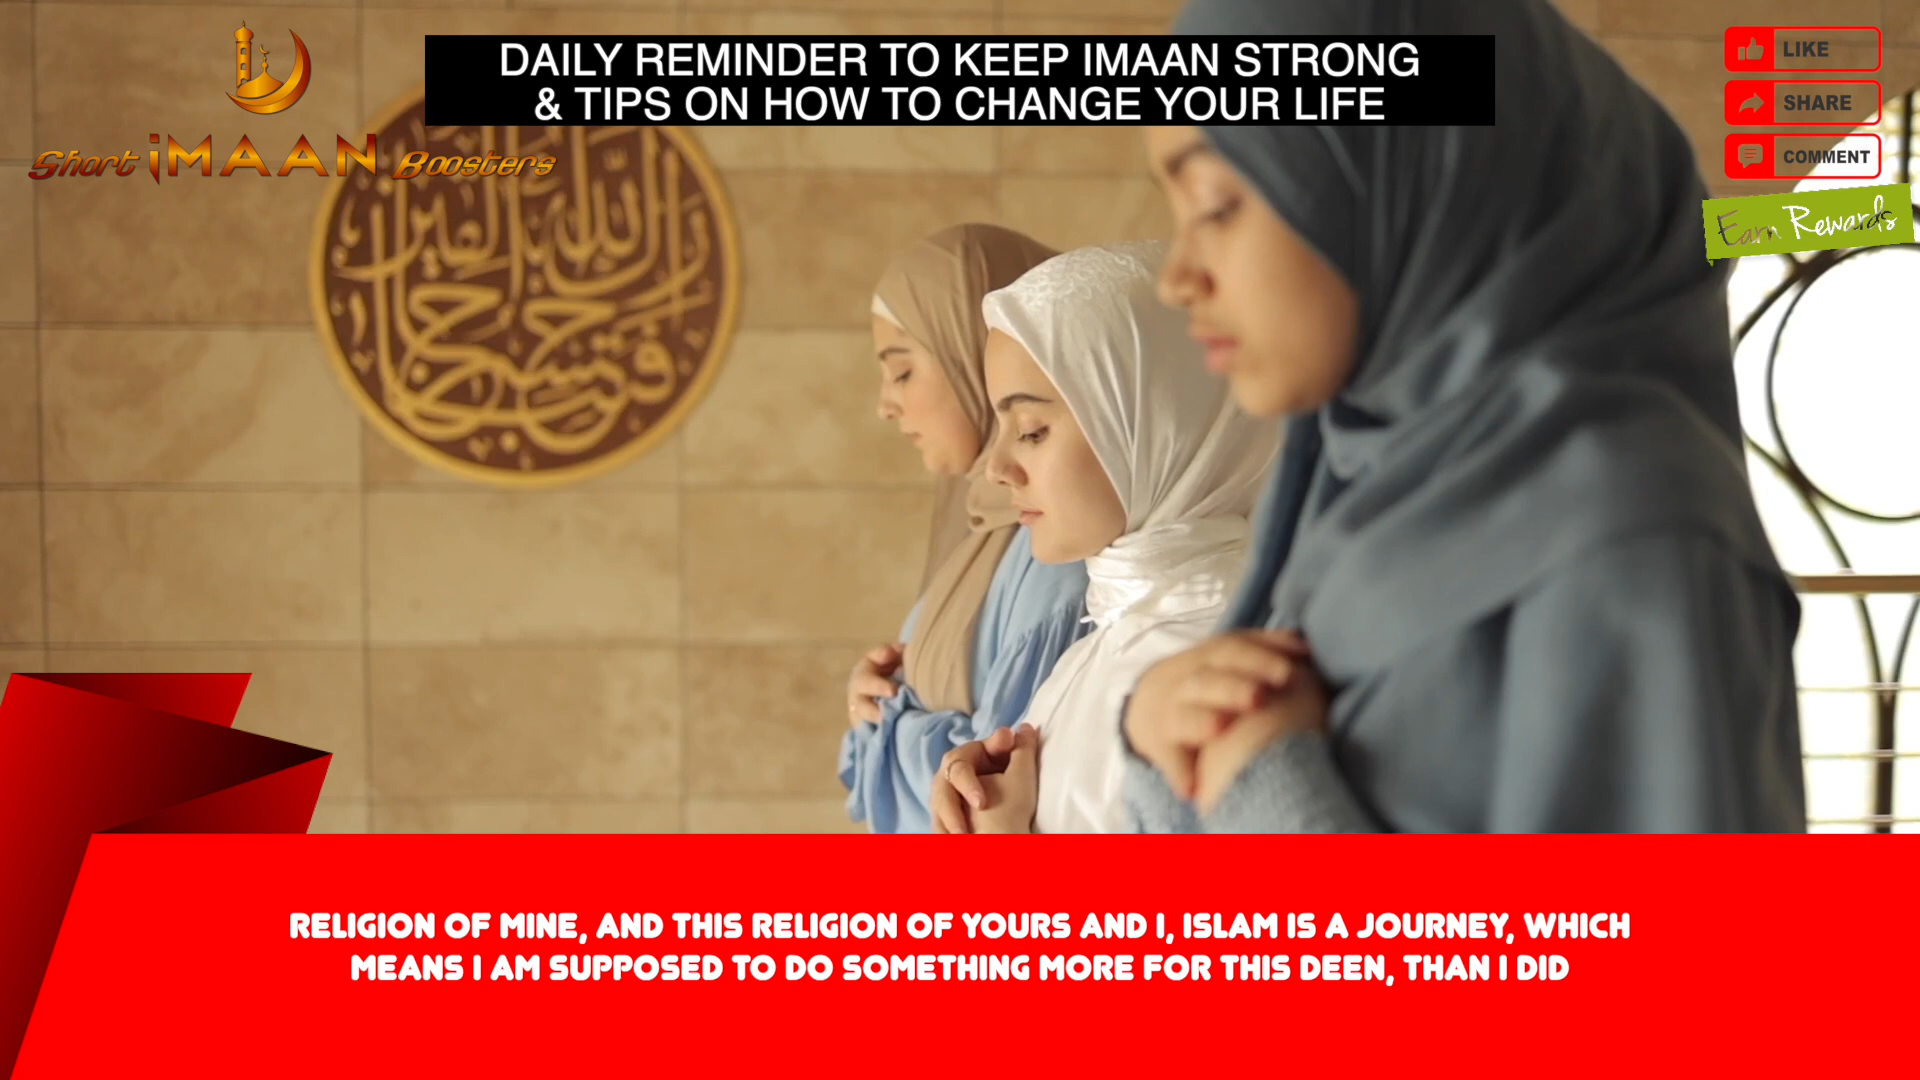 DAILY REMINDER TO KEEP IMAAN STRONG
& TIPS ON HOW TO CHANGE YOUR LIFE
Short iMAAN Boosters
LIKE
SHARE
COMMENT
Earn Rewards
RELIGION OF MINE, AND THIS RELIGION OF YOURS AND I, ISLAM IS A JOURNEY, WHICH
MEANS I AM SUPPOSED TO DO SOMETHING MORE FOR THIS DEEN, THAN I DID